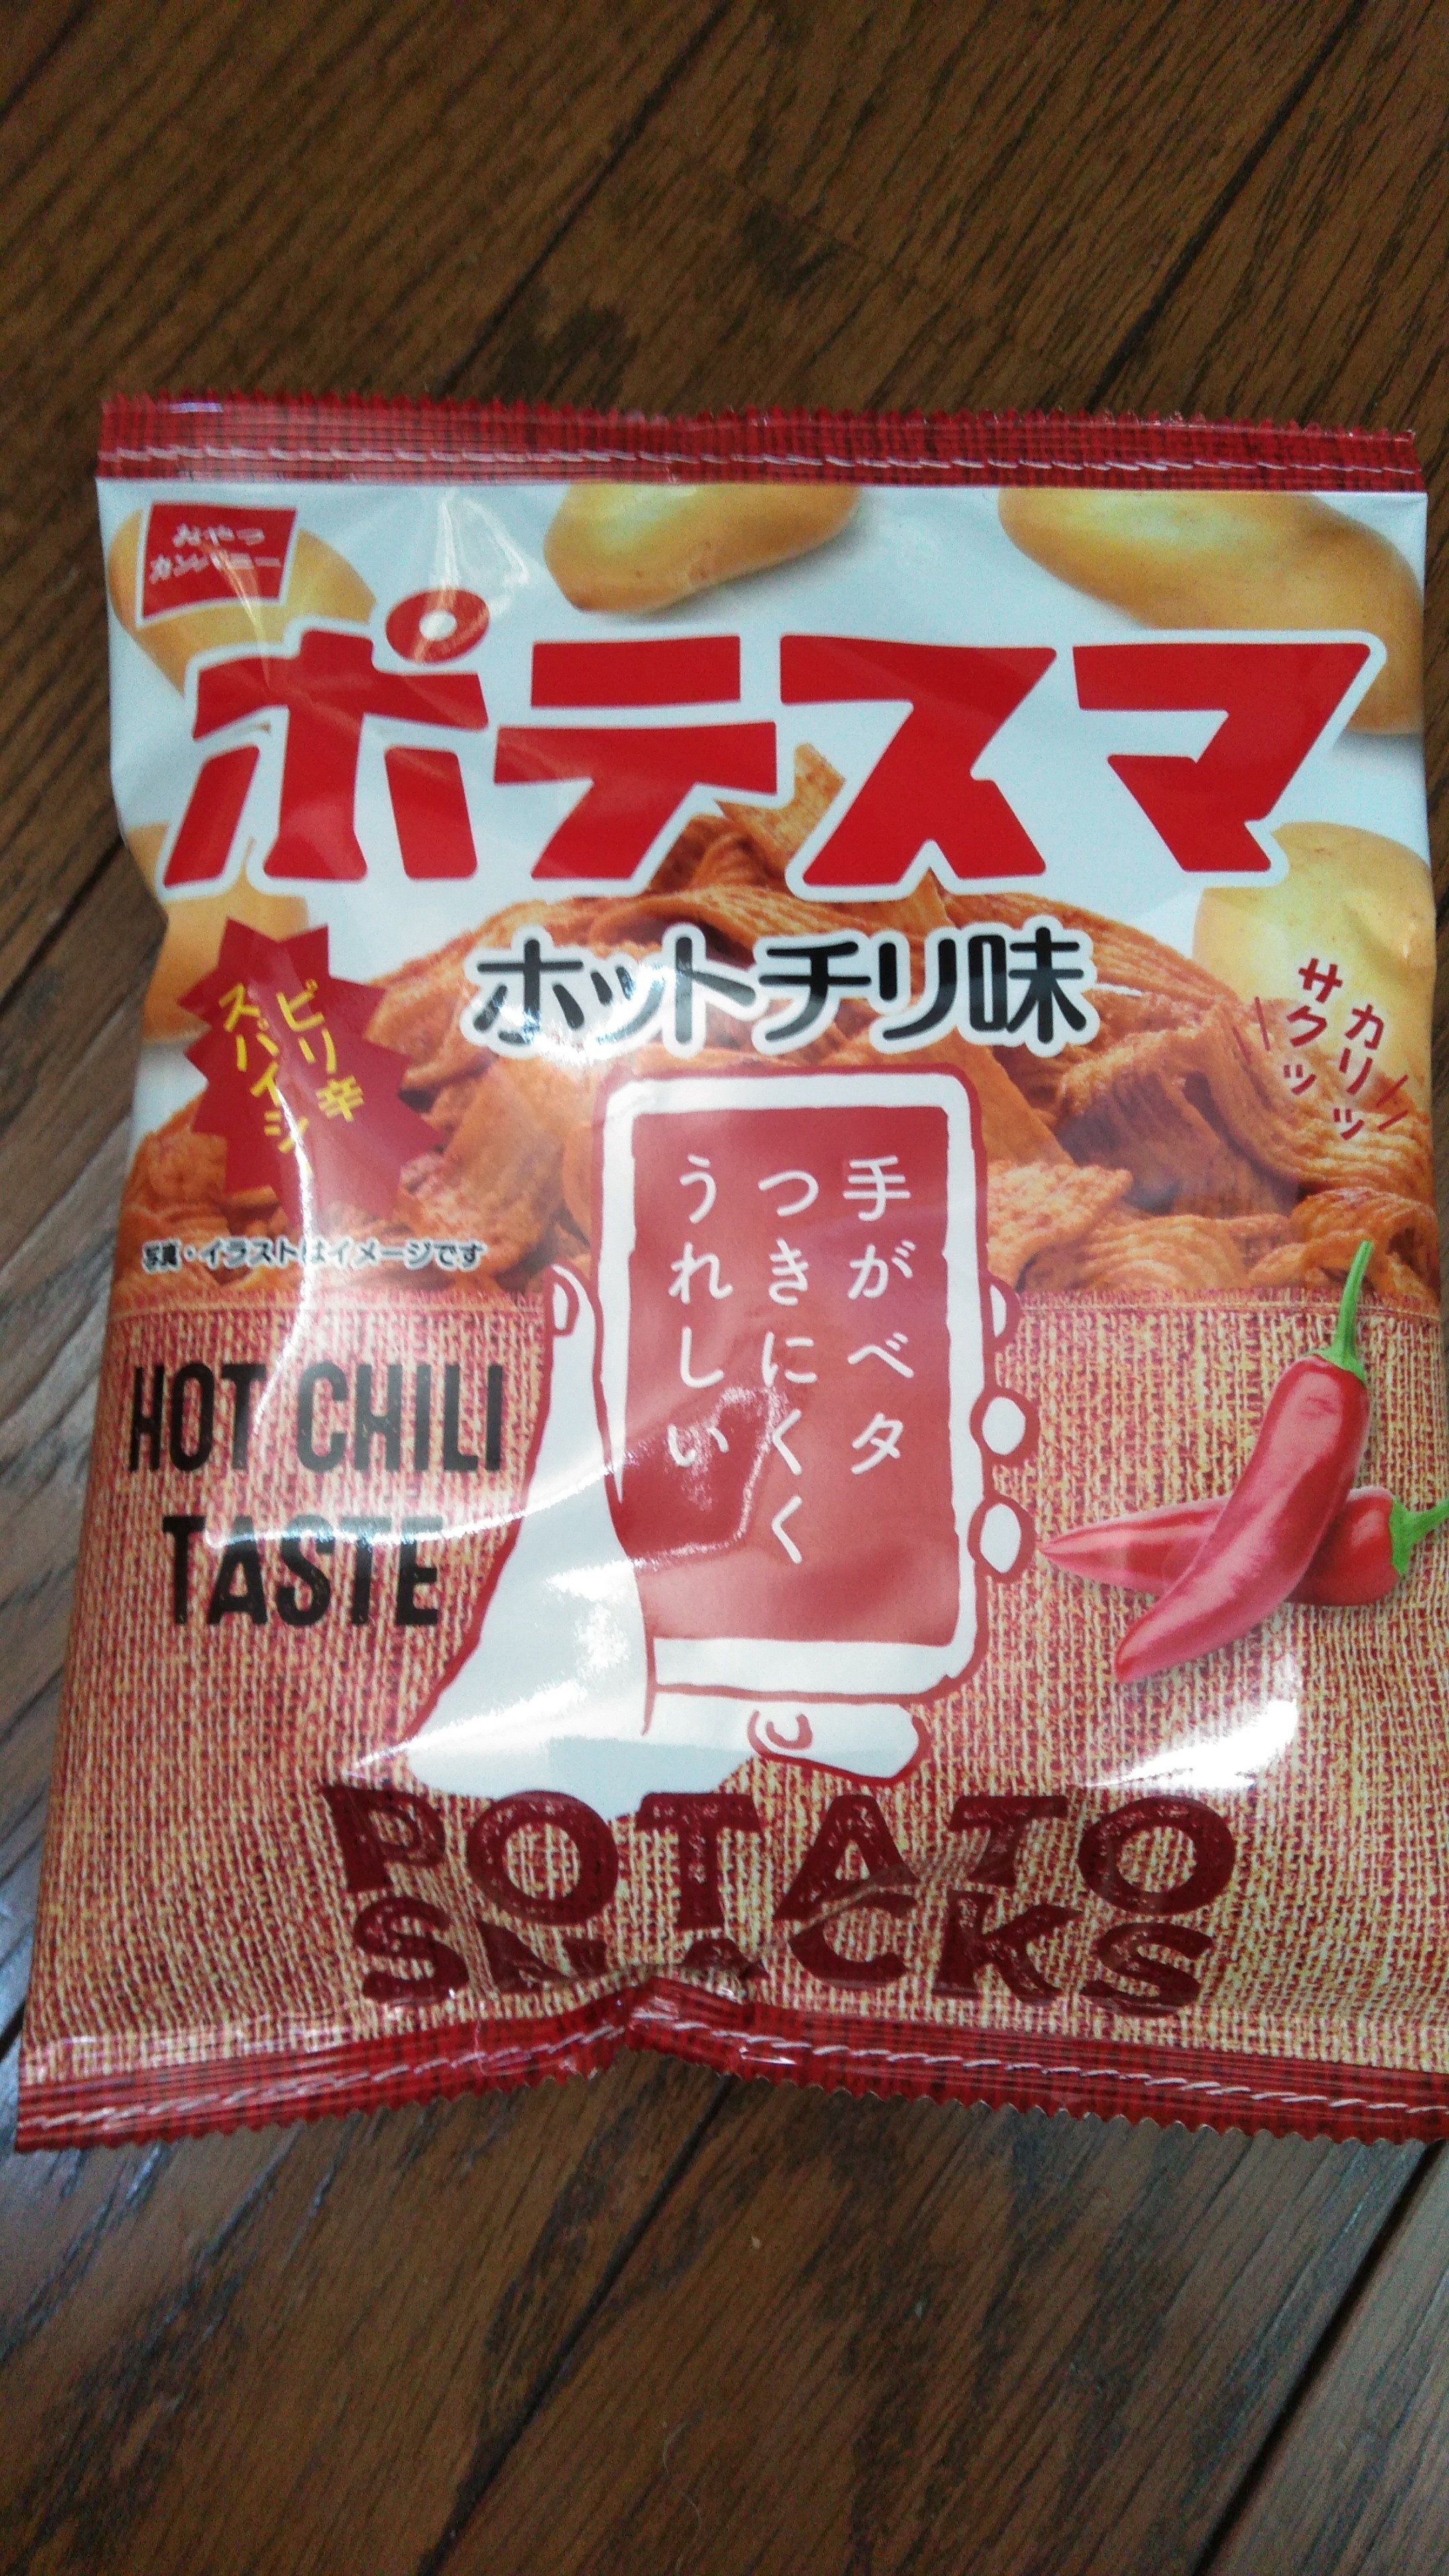 おやつ
カンパニー
ポテスマ
ホットチリ味
ピリ辛
スパイシー
カリッ
サクッ
手がベタ
つきにくく
うれしい
写真・イラストはイメージです
HOT CHILI
TASTE
POTATO
SNACKS